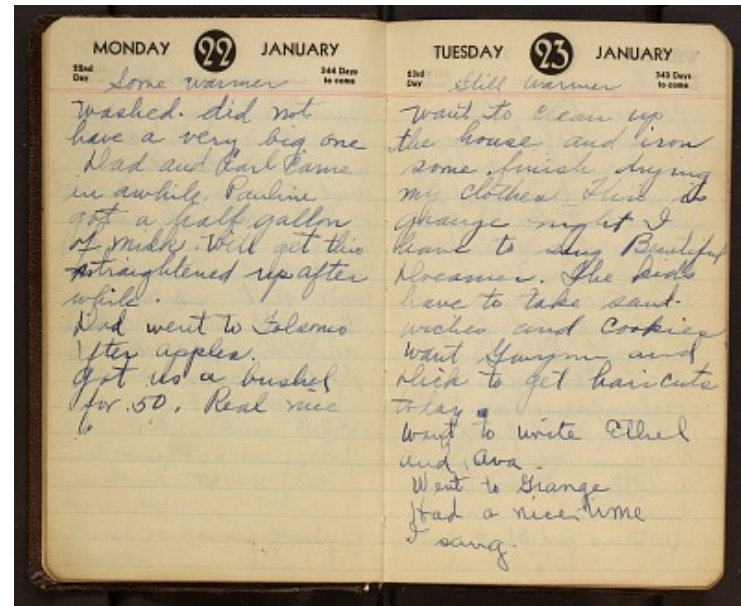 MONDAY 22 JANUARY
22nd Day
344 Days to come
Some warmer
Washed. did not
have a very big one
Dad and Earl Came
in awhile Pauline
got a half gallon
of milk. Will get this
straightened up after
while.
Dad went to Folsoms
after apples.
got us a bushel
for .50. Real nice
TUESDAY 23 JANUARY
23rd Day
343 Days to come
Still warmer
want to clean up
the house and iron
some. finish drying
my clothes. This is
Grange night I
have to sing Beautiful
Dreamer. The kids
have to take sand-
wiches and Cookies
want Gwynn and
Dick to get haircuts
today.
want to write Ethel
and Ava.
Went to Grange
Had a nice time
I sang.